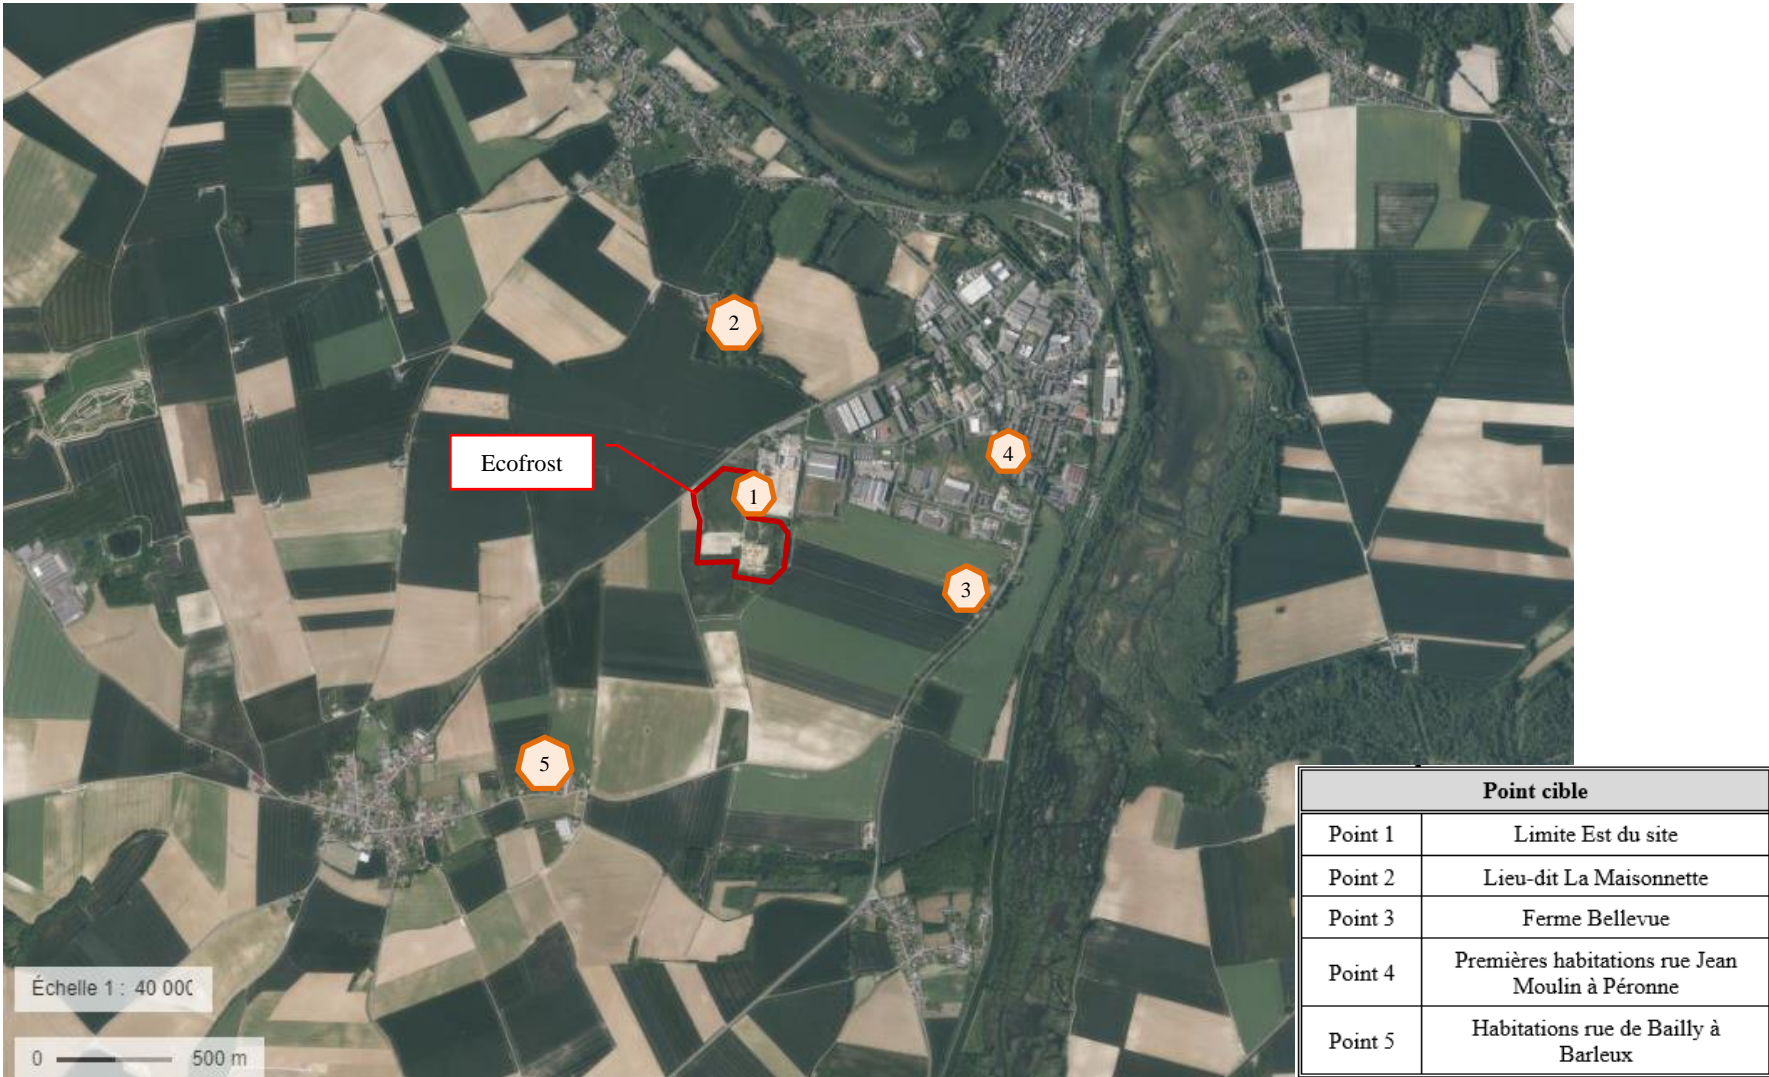 2
Ecofrost
4
1
3
5
Point cible
Point 1 Limite Est du site
Point 2 Lieu-dit La Maisonnette
Point 3 Ferme Bellevue
Point 4 Premières habitations rue Jean
Moulin à Péronne
Point 5 Habitations rue de Bailly à
Barleux
Échelle 1 : 40 000
0 500 m